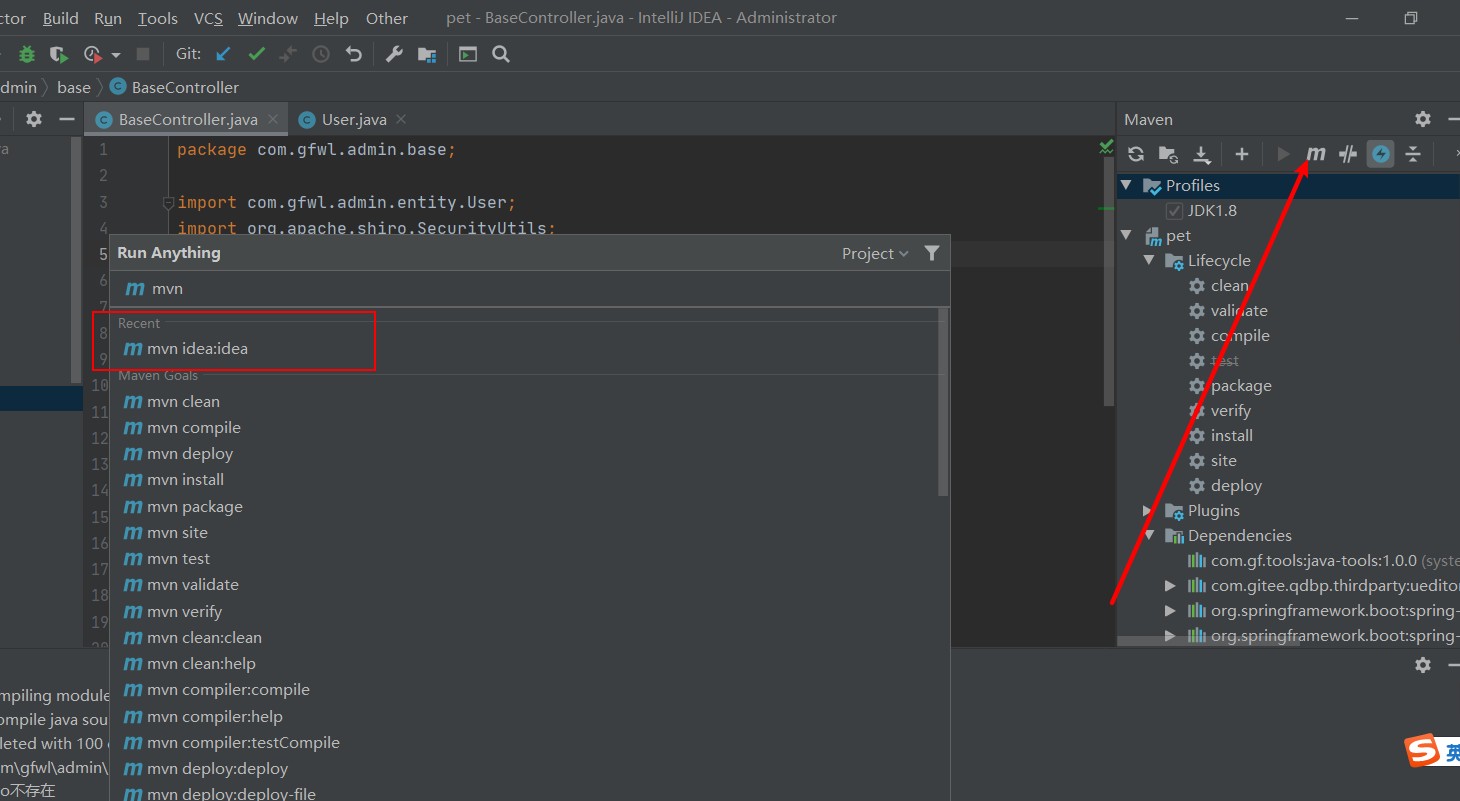 ctor Build Run Tools VCS Window Help Other pet - BaseController.java - IntelliJ IDEA - Administrator
Git:
dmin base BaseController
BaseController.java User.java
Maven
1 package com.gfwl.admin.base;
2
3 import com.gfwl.admin.entity.User;
4 import org.apache.shiro.SecurityUtils;
5
6
7
8
9
10
11
12
13
14
15
16
17
18
19
Run Anything Project
mvn
Recent
mvn idea:idea
Maven Goals
mvn clean
mvn compile
mvn deploy
mvn install
mvn package
mvn site
mvn test
mvn validate
mvn verify
mvn clean:clean
mvn clean:help
mvn compiler:compile
mvn compiler:help
mvn compiler:testCompile
mvn deploy:deploy
mvn deploy:deploy-file
Profiles
JDK1.8
pet
Lifecycle
clean
validate
compile
test
package
verify
install
site
deploy
Plugins
Dependencies
com.gf.tools:java-tools:1.0.0 (syste
com.gitee.qdbp.thirdparty:ueditor
org.springframework.boot:spring-
org.springframework.boot:spring-
mpiling module
ompile java sou
leted with 100
m\gfwl\admin\
o不存在
英